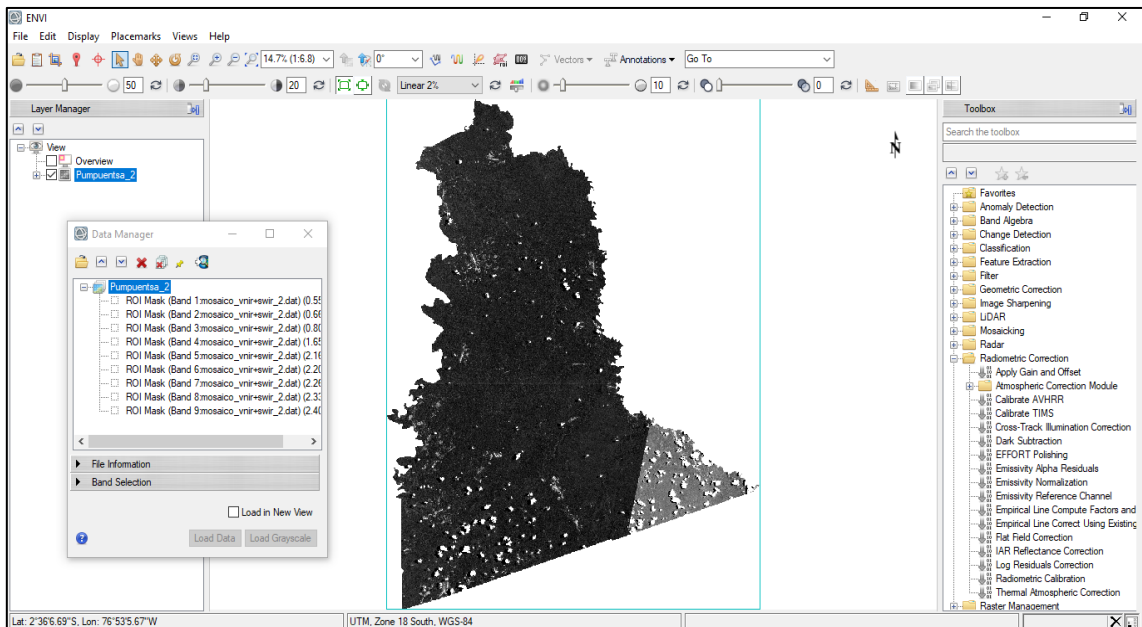 ENVI
File Edit Display Placemarks Views Help
14.7% (1:6.8) 0° Vectors Annotations Go To
50 20 Linear 2% 10 0
Layer Manager
View
Overview
Pumpuentsa_2
Data Manager
Pumpuentsa_2
ROI Mask (Band 1:mosaico_vnir+swir_2.dat) (0.55
ROI Mask (Band 2:mosaico_vnir+swir_2.dat) (0.66
ROI Mask (Band 3:mosaico_vnir+swir_2.dat) (0.80
ROI Mask (Band 4:mosaico_vnir+swir_2.dat) (1.65
ROI Mask (Band 5:mosaico_vnir+swir_2.dat) (2.16
ROI Mask (Band 6:mosaico_vnir+swir_2.dat) (2.20
ROI Mask (Band 7:mosaico_vnir+swir_2.dat) (2.26
ROI Mask (Band 8:mosaico_vnir+swir_2.dat) (2.33
ROI Mask (Band 9:mosaico_vnir+swir_2.dat) (2.40
File Information
Band Selection
Load in New View
Load Data Load Grayscale
N
Toolbox
Search the toolbox
Favorites
Anomaly Detection
Band Algebra
Change Detection
Classification
Feature Extraction
Filter
Geometric Correction
Image Sharpening
LiDAR
Mosaicking
Radar
Radiometric Correction
Apply Gain and Offset
Atmospheric Correction Module
Calibrate AVHRR
Calibrate TIMS
Cross-Track Illumination Correction
Dark Subtraction
EFFORT Polishing
Emissivity Alpha Residuals
Emissivity Normalization
Emissivity Reference Channel
Empirical Line Compute Factors and
Empirical Line Correct Using Existing
Flat Field Correction
IAR Reflectance Correction
Log Residuals Correction
Radiometric Calibration
Thermal Atmospheric Correction
Raster Management
Lat: 2°36'6.69"S, Lon: 76°53'5.67"W UTM, Zone 18 South, WGS-84